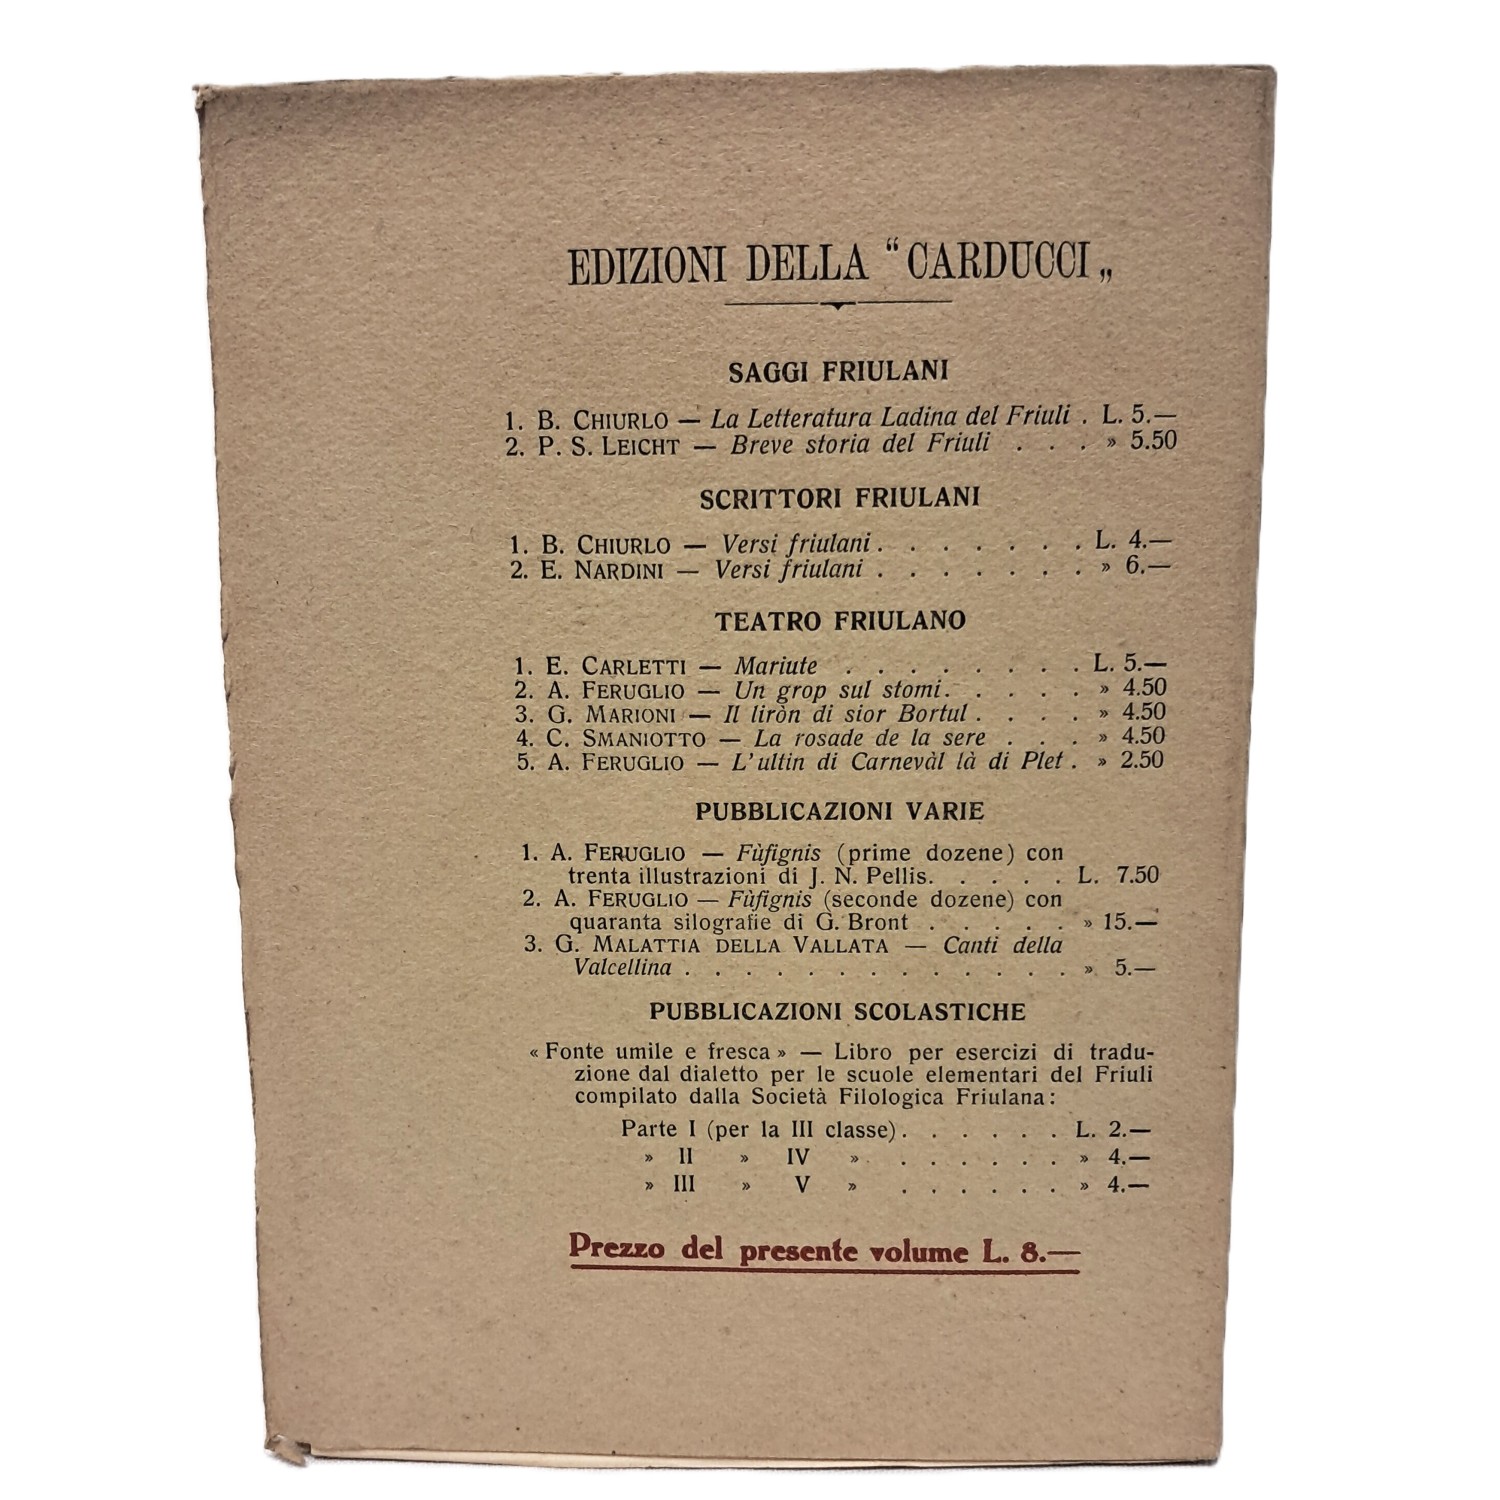 EDIZIONI DELLA “CARDUCCI„
SAGGI FRIULANI
1. B. CHIURLO — La Letteratura Ladina del Friuli . L. 5.—
2. P. S. LEICHT — Breve storia del Friuli . . . » 5.50
SCRITTORI FRIULANI
1. B. CHIURLO — Versi friulani . . . . . . . L. 4.—
2. E. NARDINI — Versi friulani . . . . . . . » 6.—
TEATRO FRIULANO
1. E. CARLETTI — Mariute . . . . . . . . L. 5.—
2. A. FERUGLIO — Un grop sul stomi . . . . . » 4.50
3. G. MARIONI — Il liròn di sior Bortul . . . . » 4.50
4. C. SMANIOTTO — La rosade de la sere . . . » 4.50
5. A. FERUGLIO — L'ultin di Carnevàl là di Plet . » 2.50
PUBBLICAZIONI VARIE
1. A. FERUGLIO — Fùfignis (prime dozene) con
trenta illustrazioni di J. N. Pellis. . . . . L. 7.50
2. A. FERUGLIO — Fùfignis (seconde dozene) con
quaranta silografie di G. Bront . . . . . » 15.—
3. G. MALATTIA DELLA VALLATA — Canti della
Valcellina . . . . . . . . . . . . . » 5.—
PUBBLICAZIONI SCOLASTICHE
« Fonte umile e fresca » — Libro per esercizi di tradu-
zione dal dialetto per le scuole elementari del Friuli
compilato dalla Società Filologica Friulana:
Parte I (per la III classe) . . . . . . L. 2.—
» II » IV » . . . . . . » 4.—
» III » V » . . . . . . » 4.—
Prezzo del presente volume L. 8.—